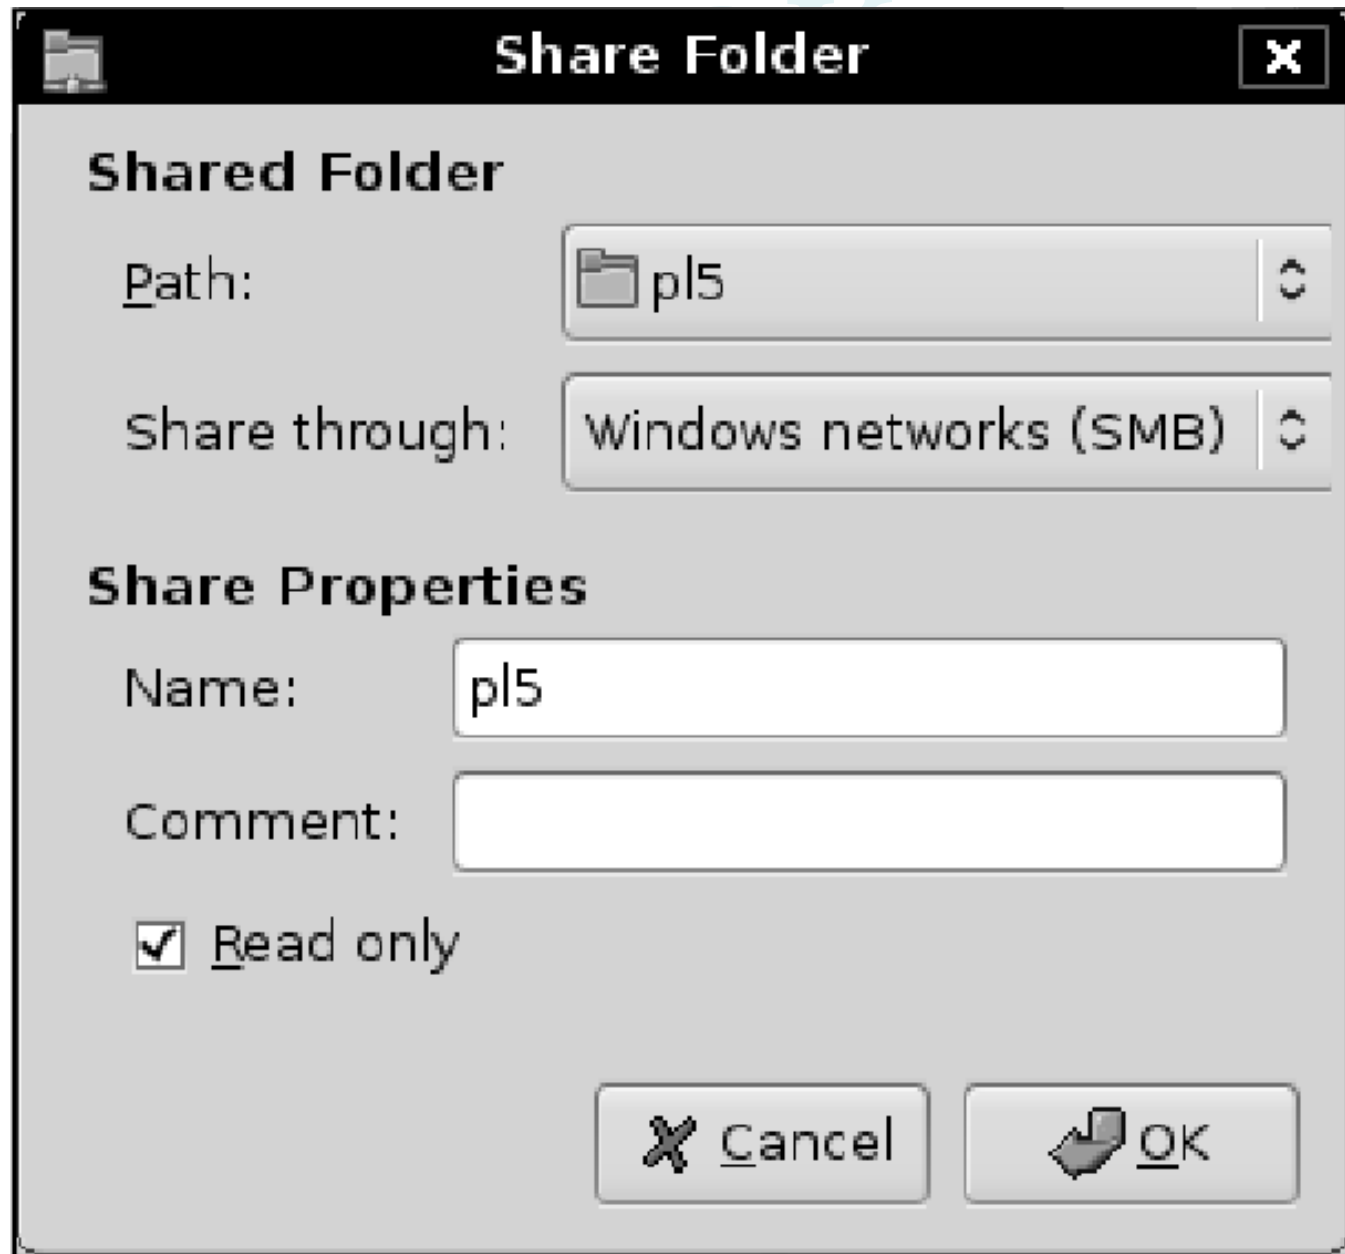 Share Folder
Shared Folder
Path: pl5
Share through: Windows networks (SMB)
Share Properties
Name: pl5
Comment:
Read only
Cancel OK